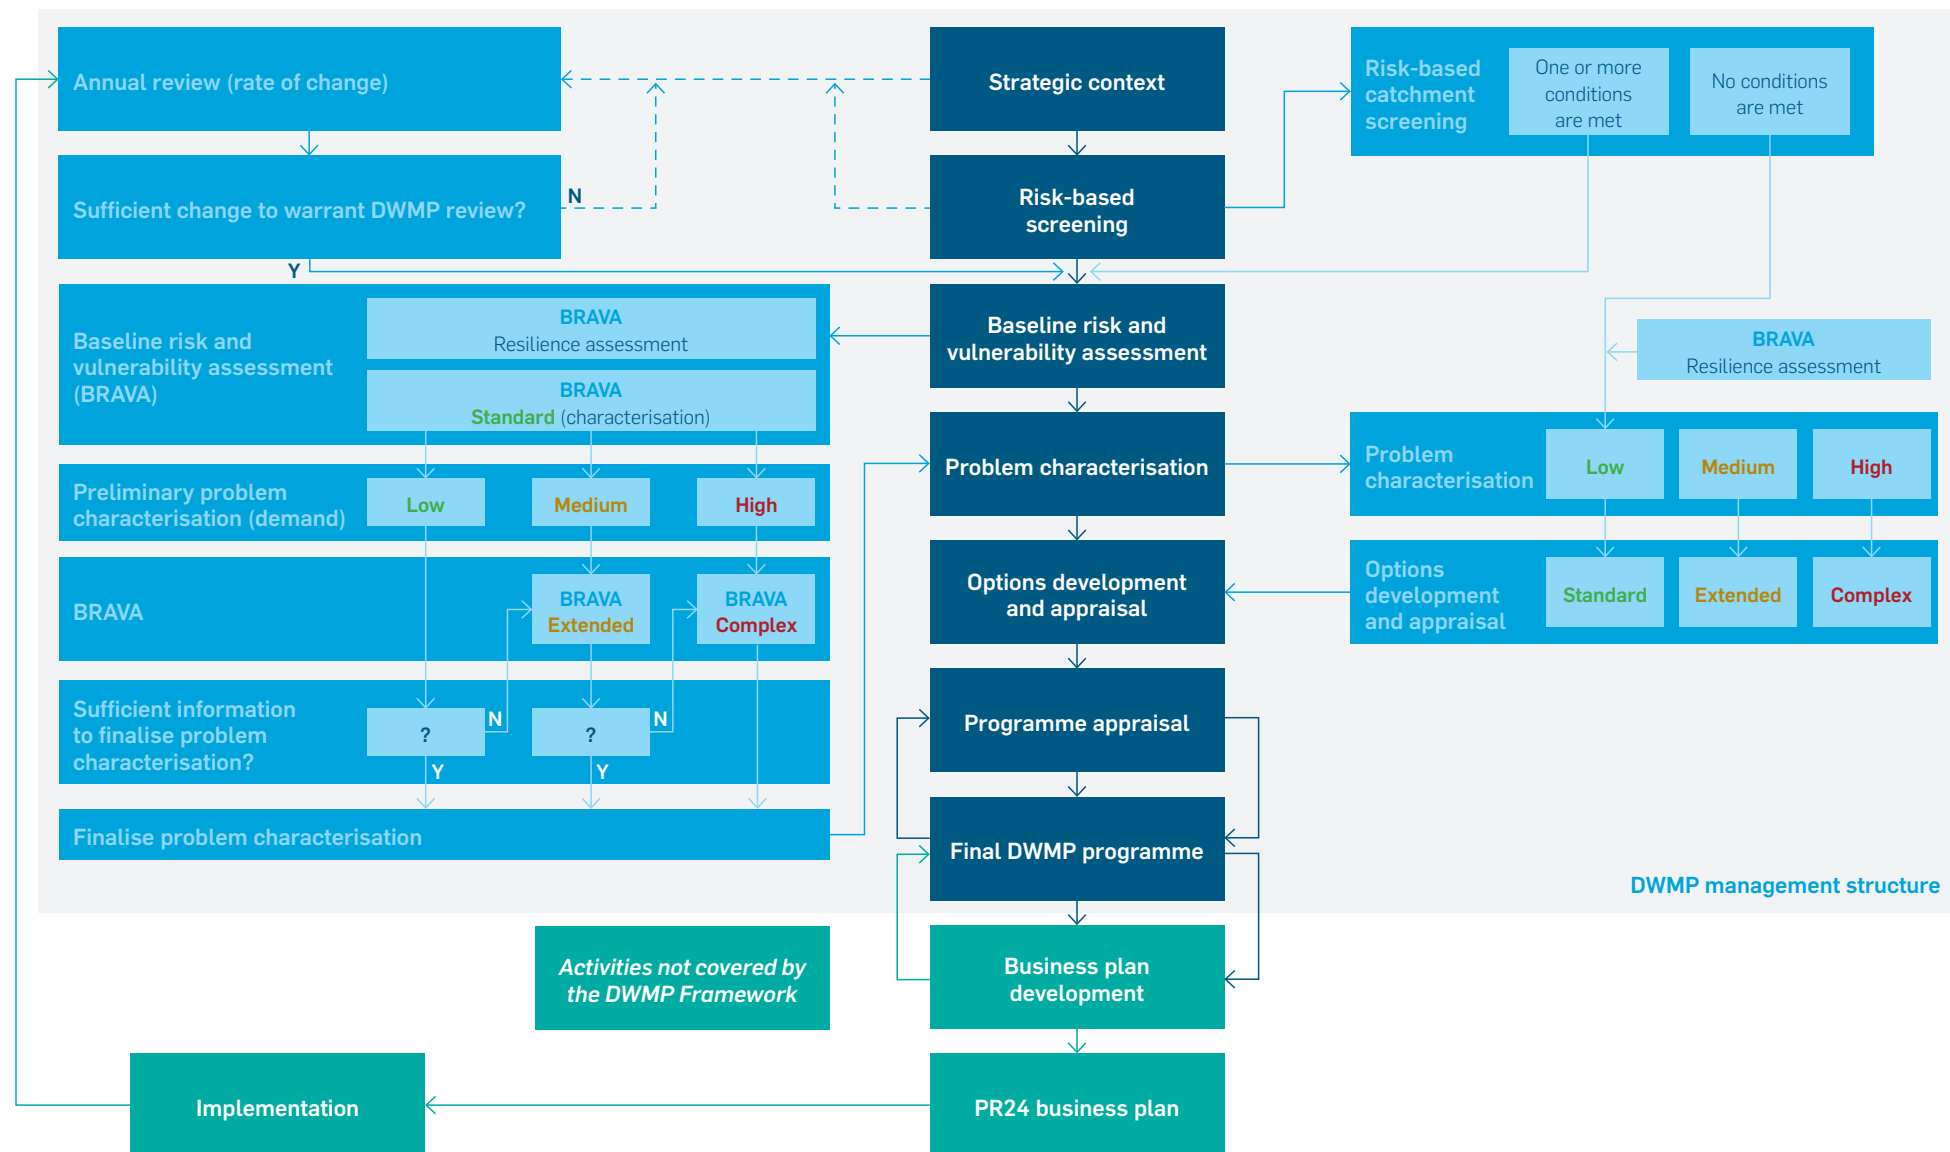 Annual review (rate of change)
Strategic context
Risk-based
catchment
screening
One or more
conditions
are met
No conditions
are met
Sufficient change to warrant DWMP review?
N
Y
Risk-based
screening
Baseline risk and
vulnerability assessment
(BRAVA)
BRAVA
Resilience assessment
BRAVA
Standard (characterisation)
Baseline risk and
vulnerability assessment
BRAVA
Resilience assessment
Preliminary problem
characterisation (demand)
Low
Medium
High
Problem characterisation
Problem
characterisation
Low
Medium
High
BRAVA
BRAVA
Extended
BRAVA
Complex
Options development
and appraisal
Options
development
and appraisal
Standard
Extended
Complex
Sufficient information
to finalise problem
characterisation?
?
N
Y
?
N
Y
Programme appraisal
Finalise problem characterisation
Final DWMP programme
DWMP management structure
Activities not covered by
the DWMP Framework
Business plan
development
Implementation
PR24 business plan